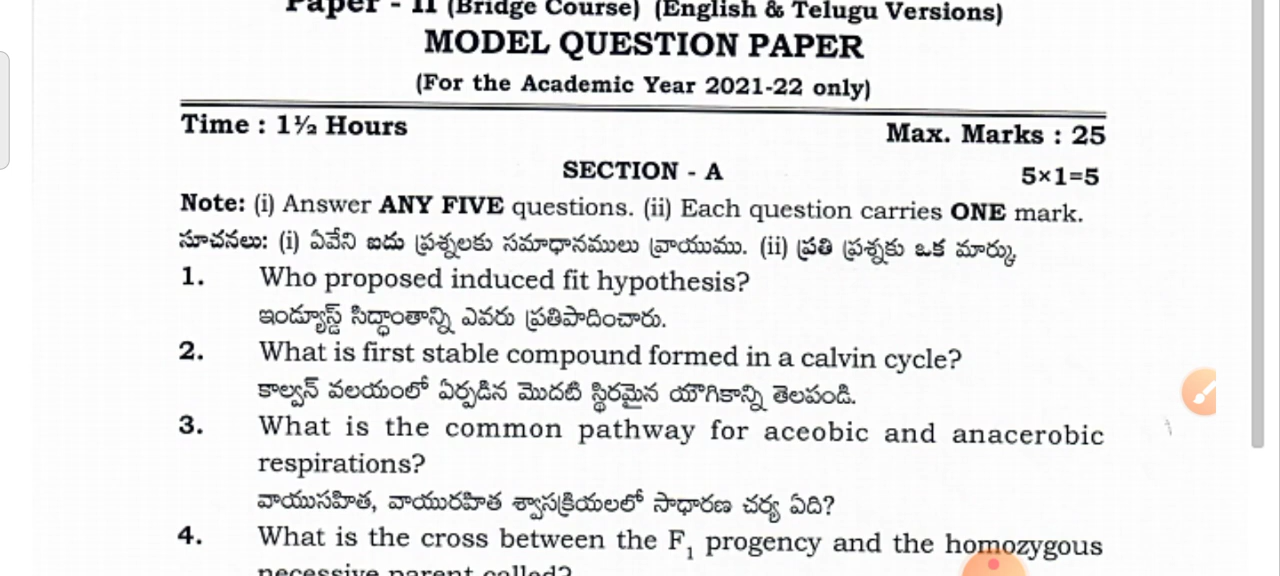 Paper - II (Bridge Course) (English & Telugu Versions)
MODEL QUESTION PAPER
(For the Academic Year 2021-22 only)
Time : 1½ Hours
Max. Marks : 25
SECTION - A
5×1=5
Note: (i) Answer ANY FIVE questions. (ii) Each question carries ONE mark.
సూచనలు: (i) ఏవేని ఐదు ప్రశ్నలకు సమాధానములు వ్రాయుము. (ii) ప్రతి ప్రశ్నకు ఒక మార్కు.
1. Who proposed induced fit hypothesis?
ఇండ్యూస్డ్ సిద్ధాంతాన్ని ఎవరు ప్రతిపాదించారు.
2. What is first stable compound formed in a calvin cycle?
కాల్వన్ వలయంలో ఏర్పడిన మొదటి స్థిరమైన యౌగికాన్ని తెలపండి.
3. What is the common pathway for aceobic and anacerobic
respirations?
వాయుసహిత, వాయురహిత శ్వాసక్రియలలో సాధారణ చర్య ఏది?
4. What is the cross between the F₁ progency and the homozygous
necessive parent called?